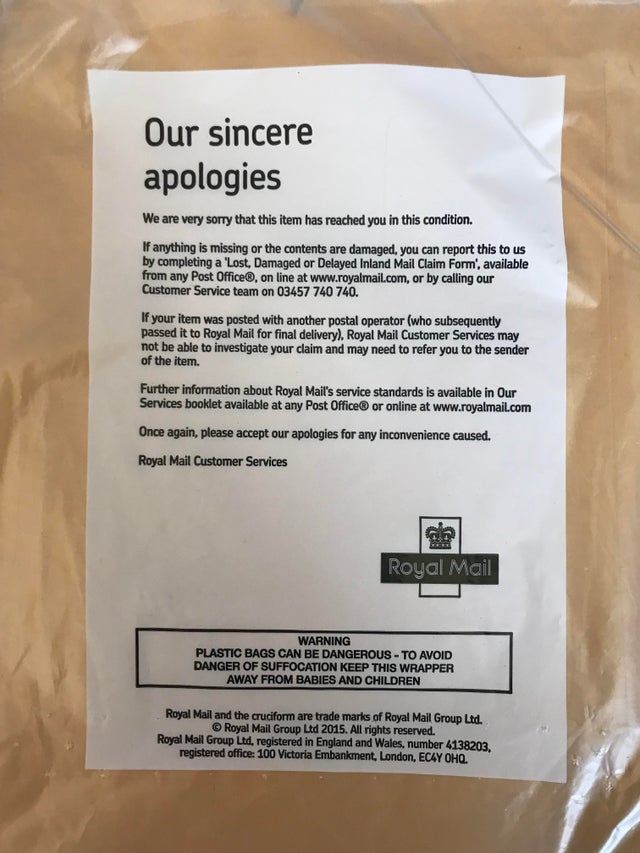 Our sincere
apologies
We are very sorry that this item has reached you in this condition.
If anything is missing or the contents are damaged, you can report this to us
by completing a 'Lost, Damaged or Delayed Inland Mail Claim Form', available
from any Post Office®, on line at www.royalmail.com, or by calling our
Customer Service team on 03457 740 740.
If your item was posted with another postal operator (who subsequently
passed it to Royal Mail for final delivery), Royal Mail Customer Services may
not be able to investigate your claim and may need to refer you to the sender
of the item.
Further information about Royal Mail's service standards is available in Our
Services booklet available at any Post Office® or online at www.royalmail.com
Once again, please accept our apologies for any inconvenience caused.
Royal Mail Customer Services
Royal Mail
WARNING
PLASTIC BAGS CAN BE DANGEROUS - TO AVOID
DANGER OF SUFFOCATION KEEP THIS WRAPPER
AWAY FROM BABIES AND CHILDREN
Royal Mail and the cruciform are trade marks of Royal Mail Group Ltd.
© Royal Mail Group Ltd 2015. All rights reserved.
Royal Mail Group Ltd, registered in England and Wales, number 4138203,
registered office: 100 Victoria Embankment, London, EC4Y 0HQ.